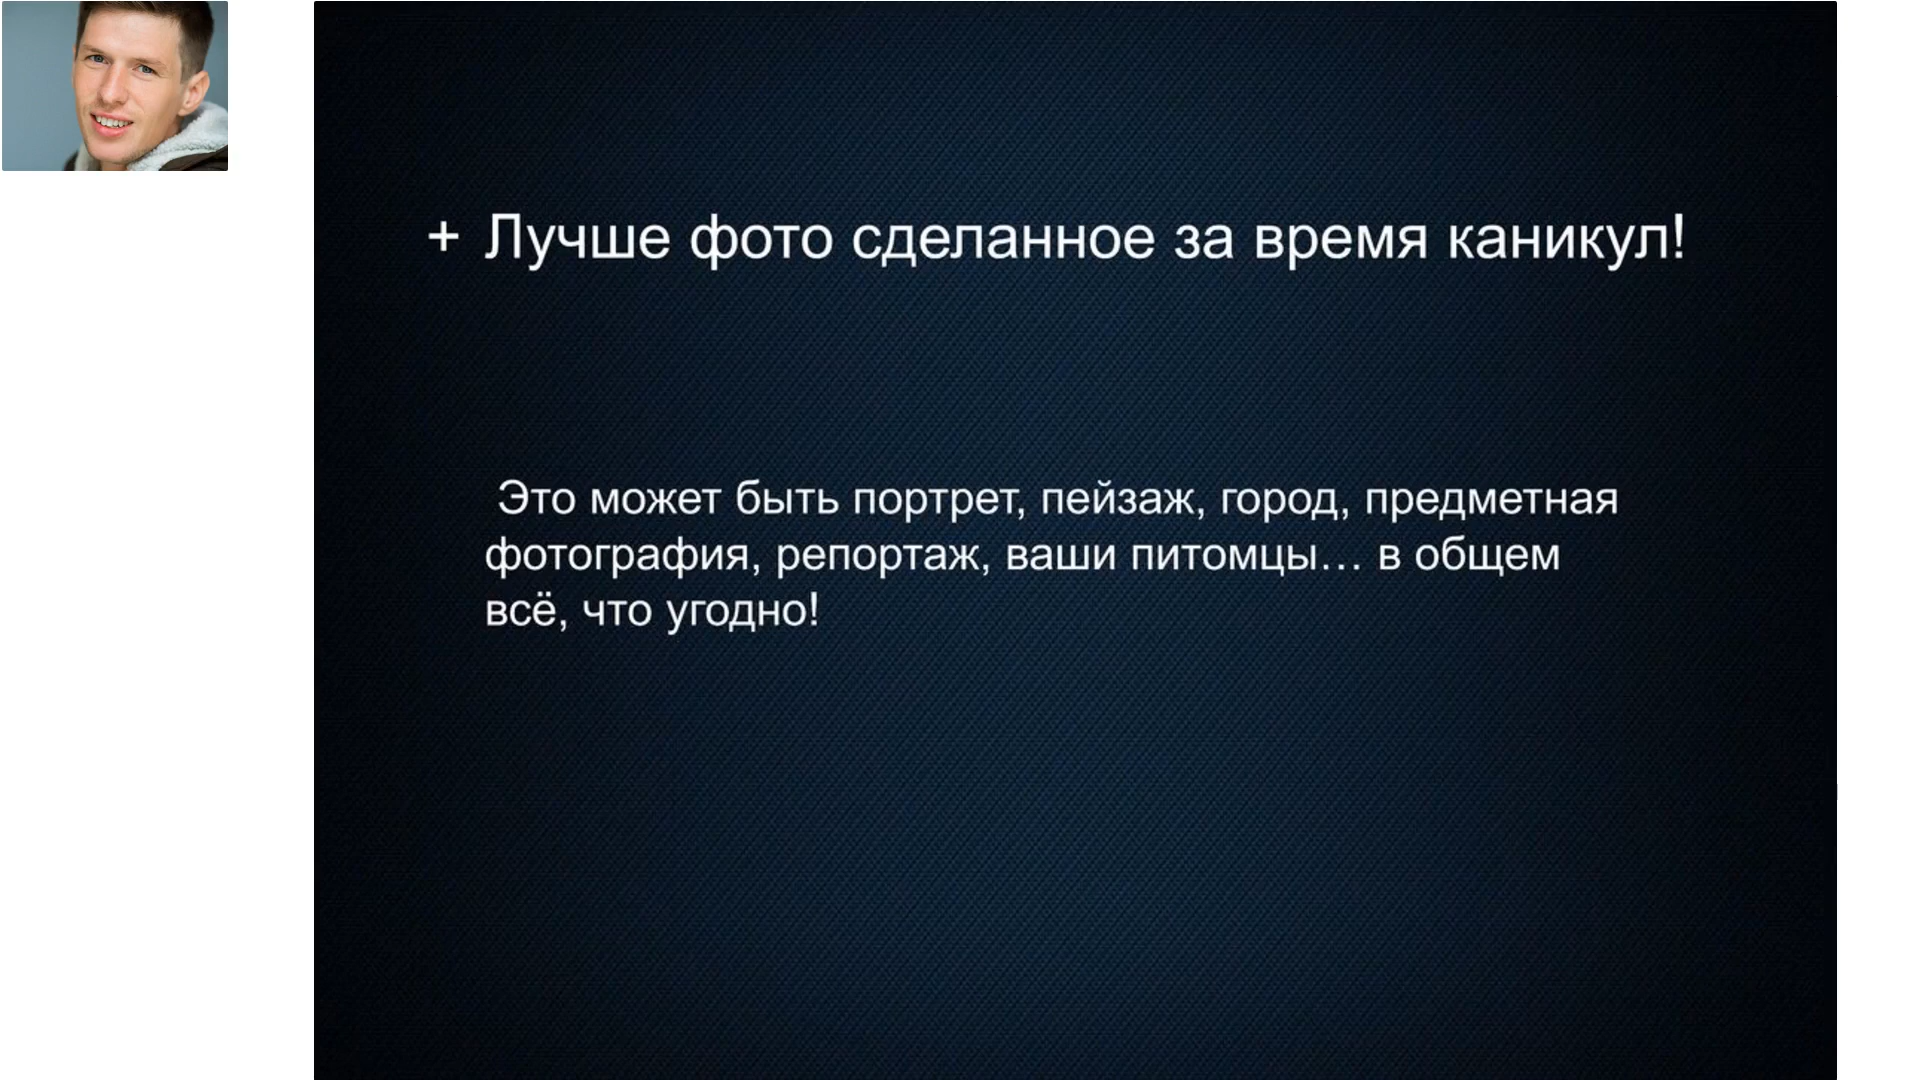 + Лучше фото сделанное за время каникул!
Это может быть портрет, пейзаж, город, предметная
фотография, репортаж, ваши питомцы... в общем
всё, что угодно!